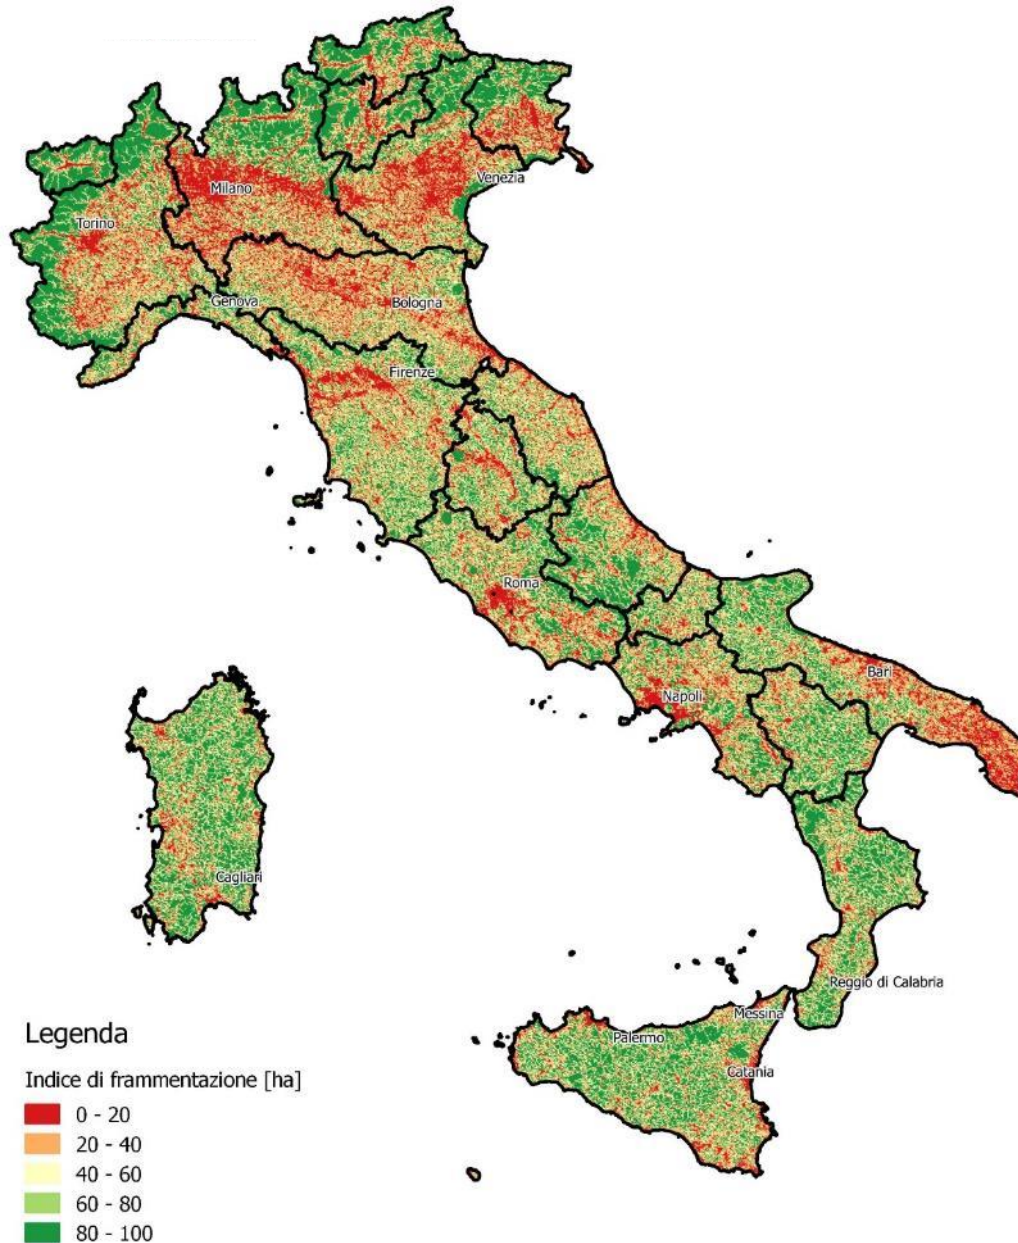 Milano
Venezia
Torino
Genova
Bologna
Firenze
Roma
Bari
Napoli
Cagliari
Reggio di Calabria
Messina
Palermo
Catania
Legenda
Indice di frammentazione [ha]
0 - 20
20 - 40
40 - 60
60 - 80
80 - 100